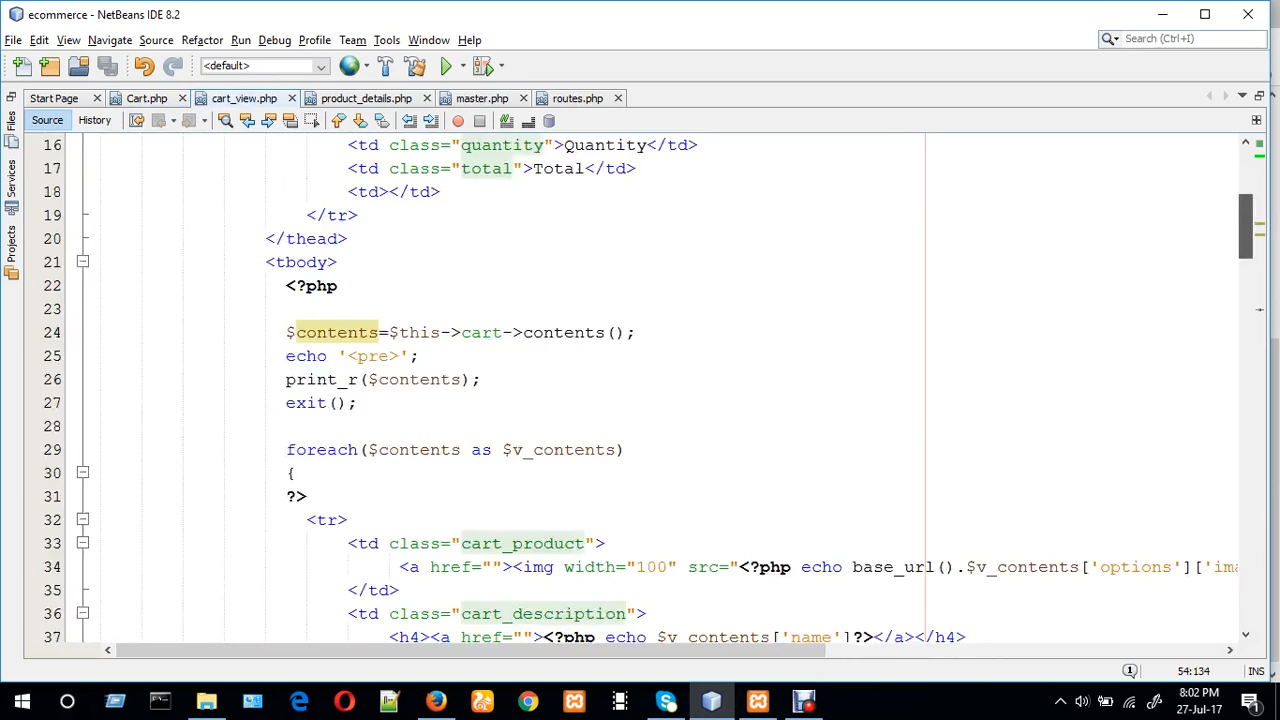 ecommerce - NetBeans IDE 8.2
File Edit View Navigate Source Refactor Run Debug Profile Team Tools Window Help
Search (Ctrl+I)
<default>
Start Page Cart.php cart_view.php product_details.php master.php routes.php
Source History
Files
Services
Projects
16 <td class="quantity">Quantity</td>
17 <td class="total">Total</td>
18 <td></td>
19 </tr>
20 </thead>
21 <tbody>
22 <?php
23
24 $contents=$this->cart->contents();
25 echo '<pre>';
26 print_r($contents);
27 exit();
28
29 foreach($contents as $v_contents)
30 {
31 ?>
32 <tr>
33 <td class="cart_product">
34 <a href=""><img width="100" src="<?php echo base_url().$v_contents['options']['ima
35 </td>
36 <td class="cart_description">
37 <h4><a href=""><?php echo $v_contents['name']?></a></h4>
54:134 INS
8:02 PM
27-Jul-17